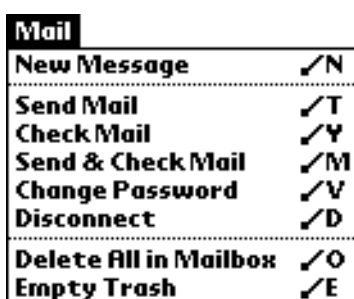 Mail
New Message /N
Send Mail /T
Check Mail /Y
Send & Check Mail /M
Change Password /V
Disconnect /D
Delete All in Mailbox /O
Empty Trash /E